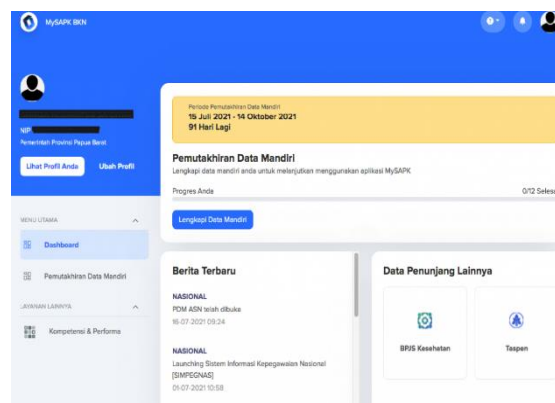 MySAPK BKN
NIP.
Pemerintah Provinsi Papua Barat
Lihat Profil Anda
Ubah Profil
MENU UTAMA
Dashboard
Pemutakhiran Data Mandiri
LAYANAN LAINNYA
Kompetensi & Performa
Periode Pemutakhiran Data Mandiri
15 Juli 2021 - 14 Oktober 2021
91 Hari Lagi
Pemutakhiran Data Mandiri
Lengkapi data mandiri anda untuk melanjutkan menggunakan aplikasi MySAPK
Progres Anda
0/12 Selesa
Lengkapi Data Mandiri
Berita Terbaru
NASIONAL
PDM ASN telah dibuka
16-07-2021 09:24
NASIONAL
Launching Sistem Informasi Kepegawaian Nasional
[SIMPEGNAS]
01-07-2021 10:58
Data Penunjang Lainnya
BPJS Kesehatan
Taspen